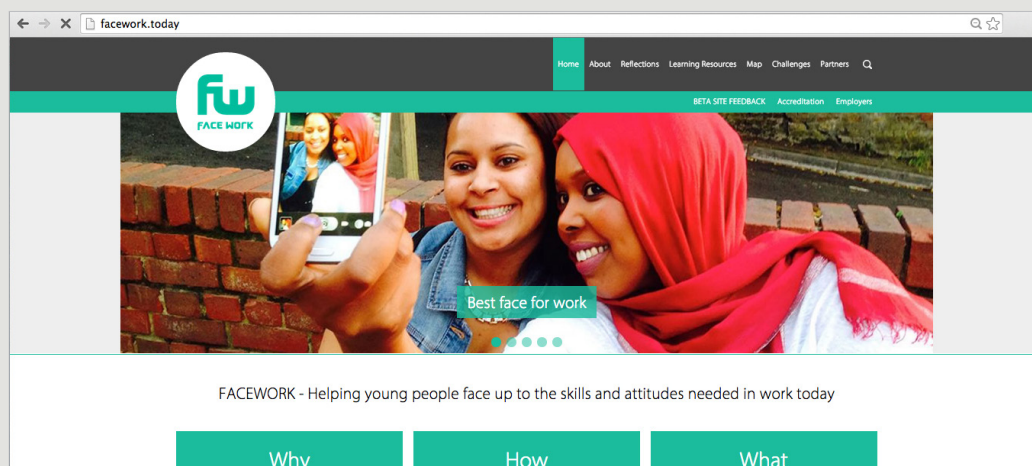 facework.today
Home About Reflections Learning Resources Map Challenges Partners
fw
FACE WORK
BETA SITE FEEDBACK Accreditation Employers
Best face for work
FACEWORK - Helping young people face up to the skills and attitudes needed in work today
Why How What